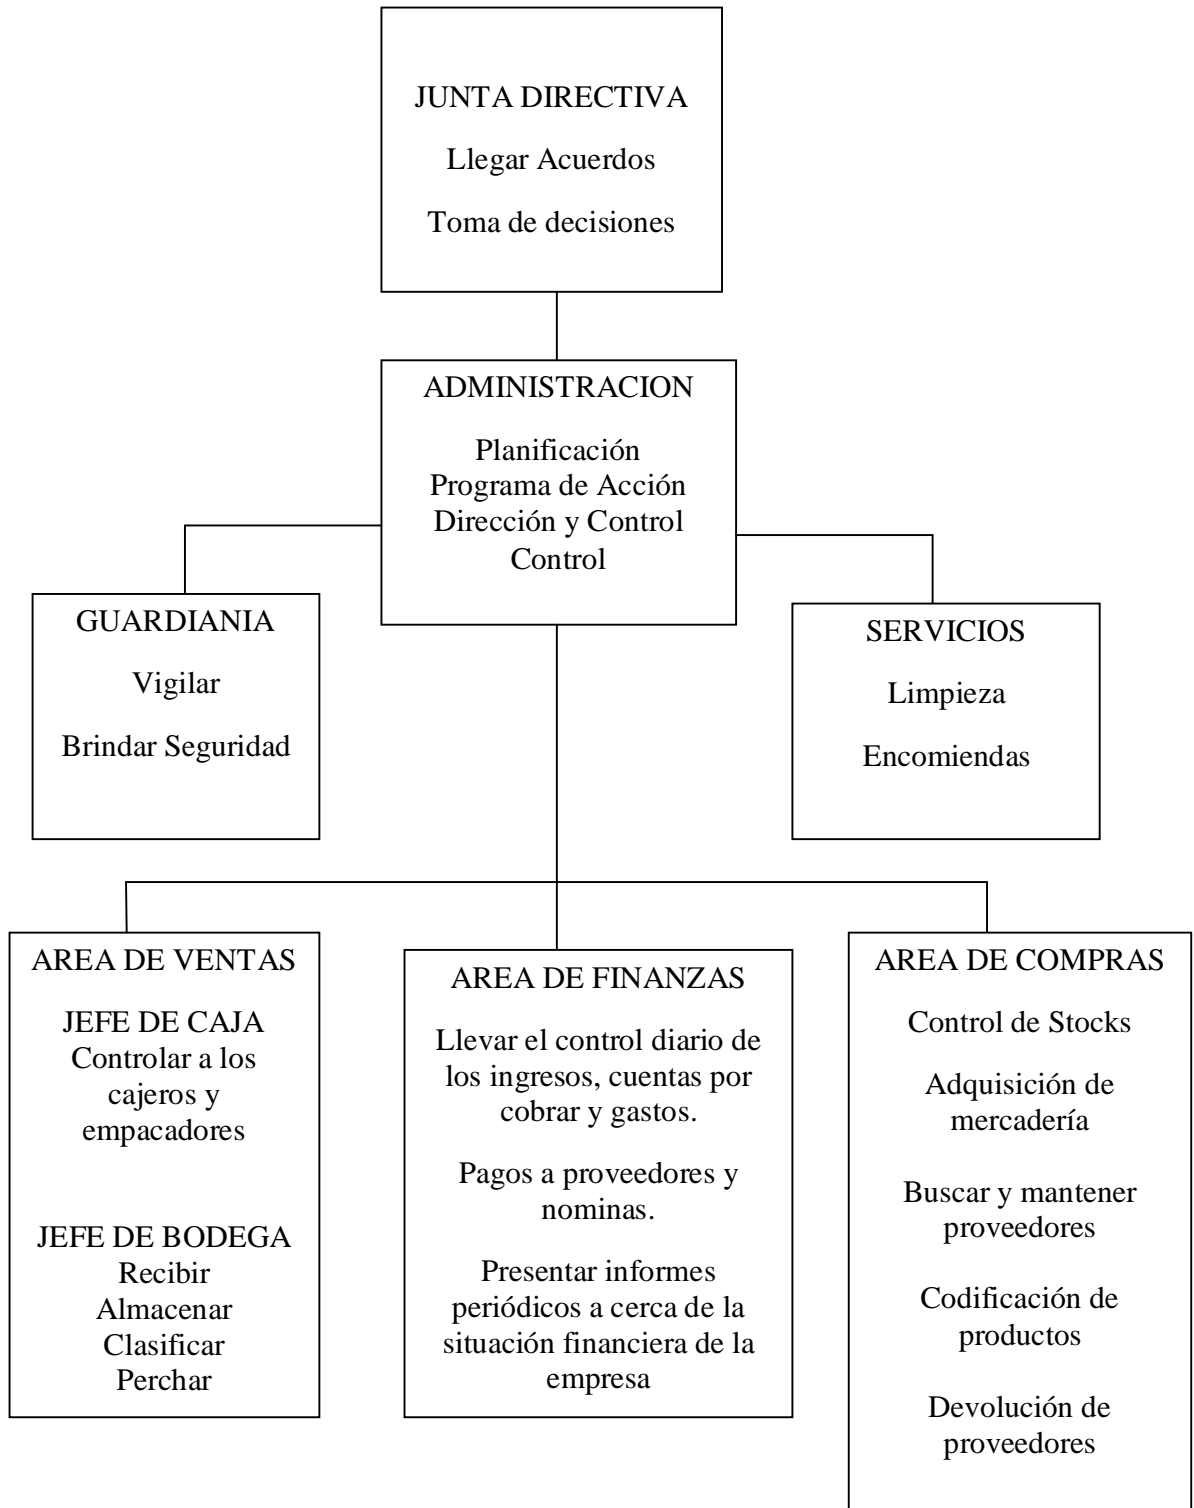 JUNTA DIRECTIVA
Llegar Acuerdos
Toma de decisiones
ADMINISTRACION
Planificación
Programa de Acción
Dirección y Control
Control
GUARDIANIA
Vigilar
Brindar Seguridad
SERVICIOS
Limpieza
Encomiendas
AREA DE VENTAS
JEFE DE CAJA
Controlar a los
cajeros y
empacadores
JEFE DE BODEGA
Recibir
Almacenar
Clasificar
Perchar
AREA DE FINANZAS
Llevar el control diario de
los ingresos, cuentas por
cobrar y gastos.
Pagos a proveedores y
nominas.
Presentar informes
periódicos a cerca de la
situación financiera de la
empresa
AREA DE COMPRAS
Control de Stocks
Adquisición de
mercadería
Buscar y mantener
proveedores
Codificación de
productos
Devolución de
proveedores